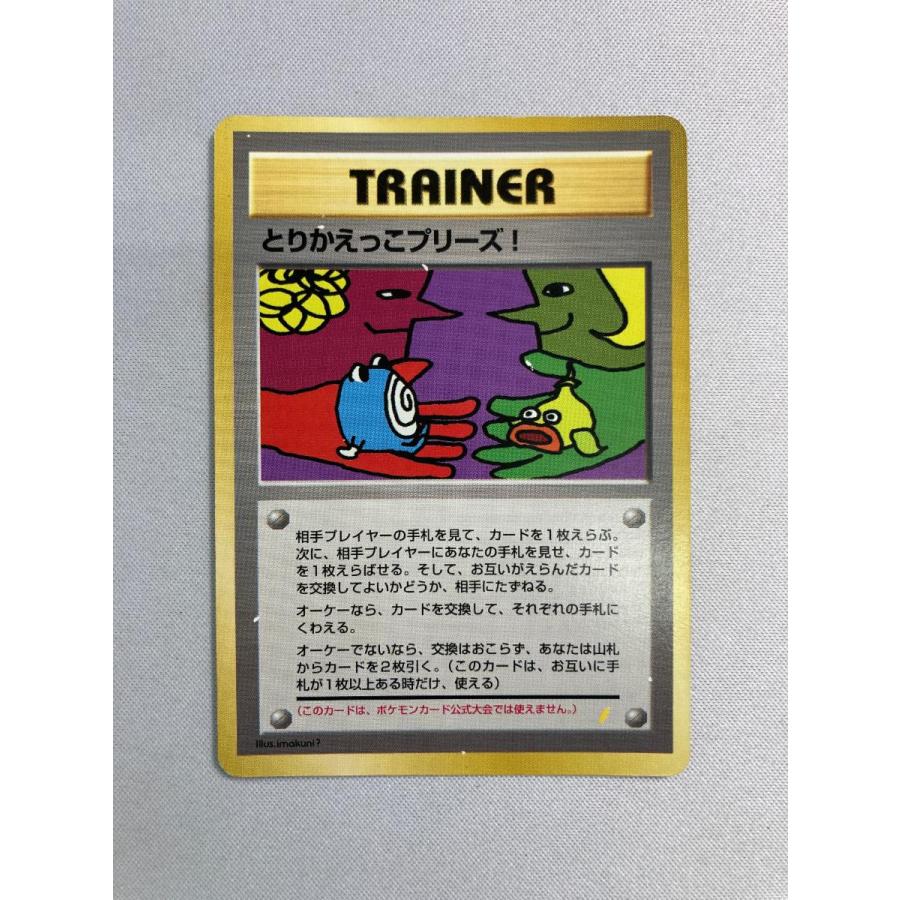 TRAINER
とりかえっこプリーズ！
相手プレイヤーの手札を見て、カードを1枚えらぶ。
次に、相手プレイヤーにあなたの手札を見せ、カード
を1枚えらばせる。そして、お互いがえらんだカード
を交換してよいかどうか、相手にたずねる。
オーケーなら、カードを交換して、それぞれの手札に
くわえる。
オーケーでないなら、交換はおこらず、あなたは山札
からカードを2枚引く。（このカードは、お互いに手
札が1枚以上ある時だけ、使える）
（このカードは、ポケモンカード公式大会では使えません。）
Illus.imakuni?